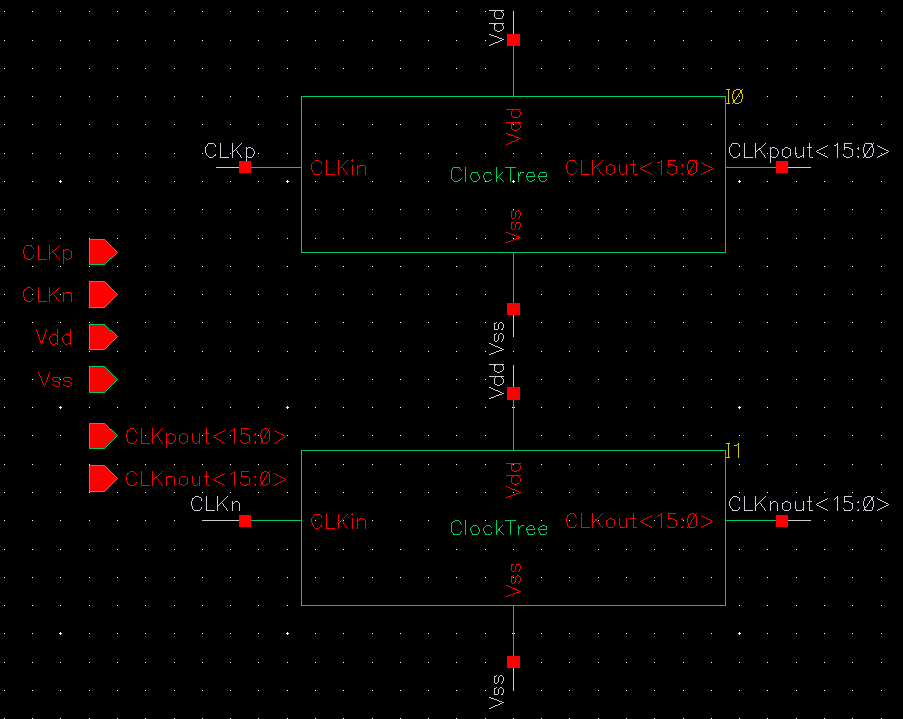 Vdd
I0
Vdd
CLKp
CLKin
ClockTree
CLKout<15:0>
CLKpout<15:0>
Vss
CLKp
CLKn
Vdd
Vss
Vss
Vdd
CLKpout<15:0>
CLKnout<15:0>
I1
Vdd
CLKn
CLKin
ClockTree
CLKout<15:0>
CLKnout<15:0>
Vss
Vss